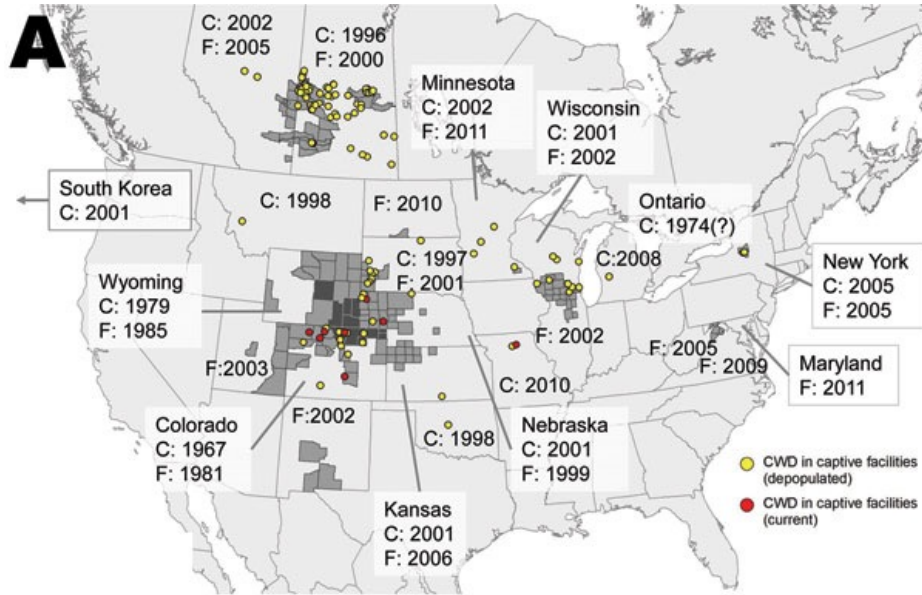 A
C: 2002
F: 2005
C: 1996
F: 2000
Minnesota
C: 2002
F: 2011
Wisconsin
C: 2001
F: 2002
South Korea
C: 2001
C: 1998
F: 2010
Ontario
C: 1974(?)
C: 1997
F: 2001
C:2008
New York
C: 2005
F: 2005
Wyoming
C: 1979
F: 1985
F: 2002
F:2005
F: 2009
Maryland
F: 2011
F:2003
C: 2010
Colorado
C: 1967
F: 1981
F:2002
C: 1998
Nebraska
C: 2001
F: 1999
Kansas
C: 2001
F: 2006
CWD in captive facilities
(depopulated)
CWD in captive facilities
(current)